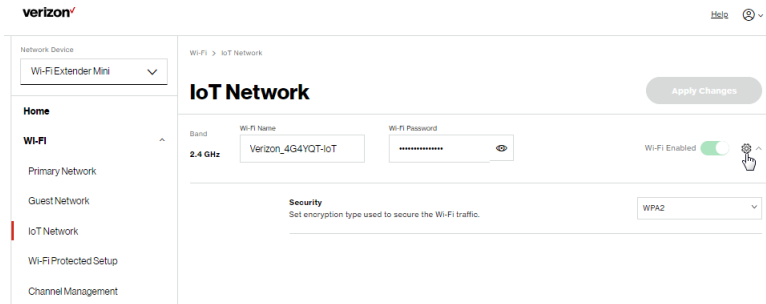 verizon✓
Help
Network Device
Wi-Fi Extender Mini
Home
Wi-Fi
Primary Network
Guest Network
IoT Network
Wi-Fi Protected Setup
Channel Management
Wi-Fi > IoT Network
IoT Network
Apply Changes
Band
2.4 GHz
Wi-Fi Name
Verizon_4G4YQT-IoT
Wi-Fi Password
•••••••••••••••
Wi-Fi Enabled
Security
Set encryption type used to secure the Wi-Fi traffic.
WPA2